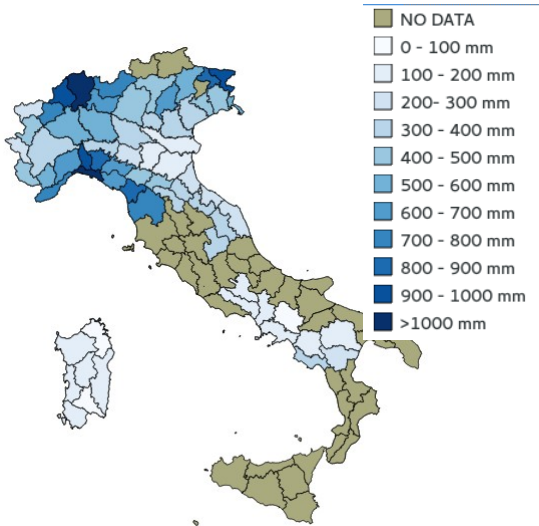 NO DATA
0 - 100 mm
100 - 200 mm
200- 300 mm
300 - 400 mm
400 - 500 mm
500 - 600 mm
600 - 700 mm
700 - 800 mm
800 - 900 mm
900 - 1000 mm
>1000 mm